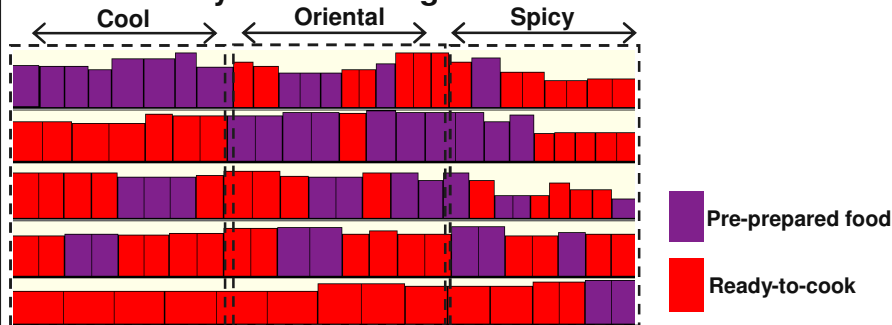 Cool
Oriental
Spicy
Pre-prepared food
Ready-to-cook